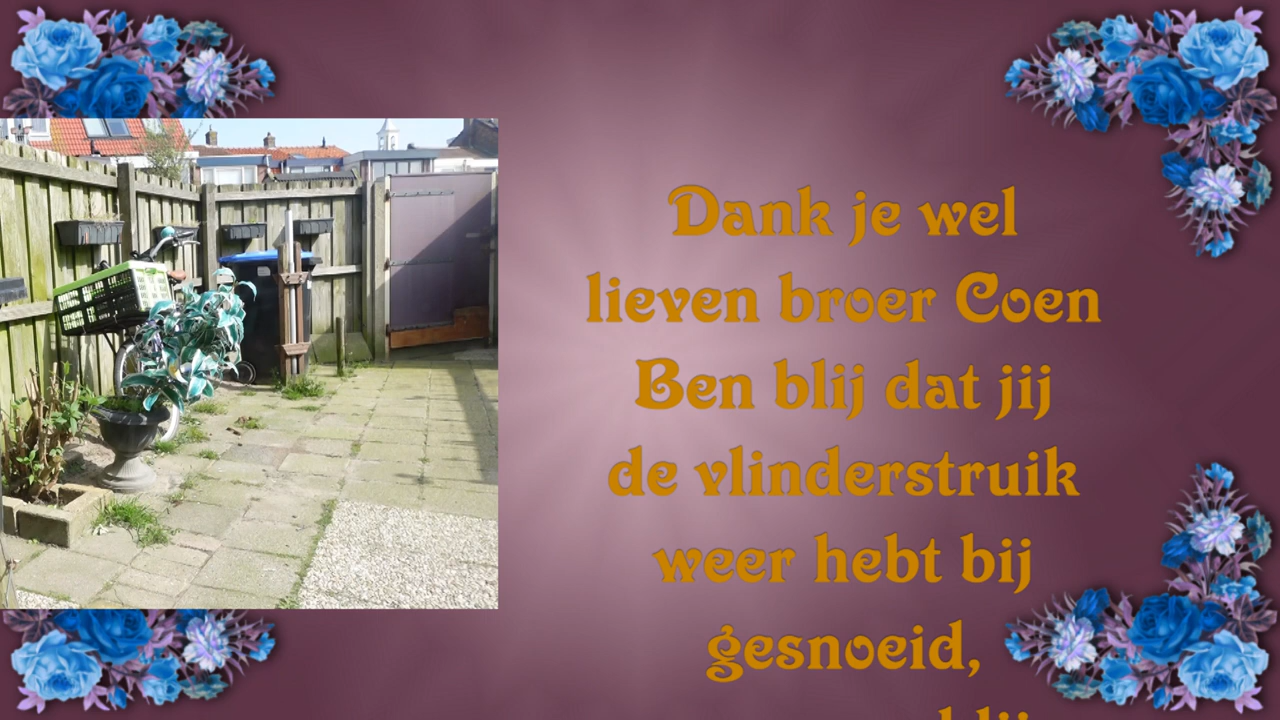 Dank je wel
lieven broer Coen
Ben blij dat jij
de vlinderstruik
weer hebt bij
gesnoeid,